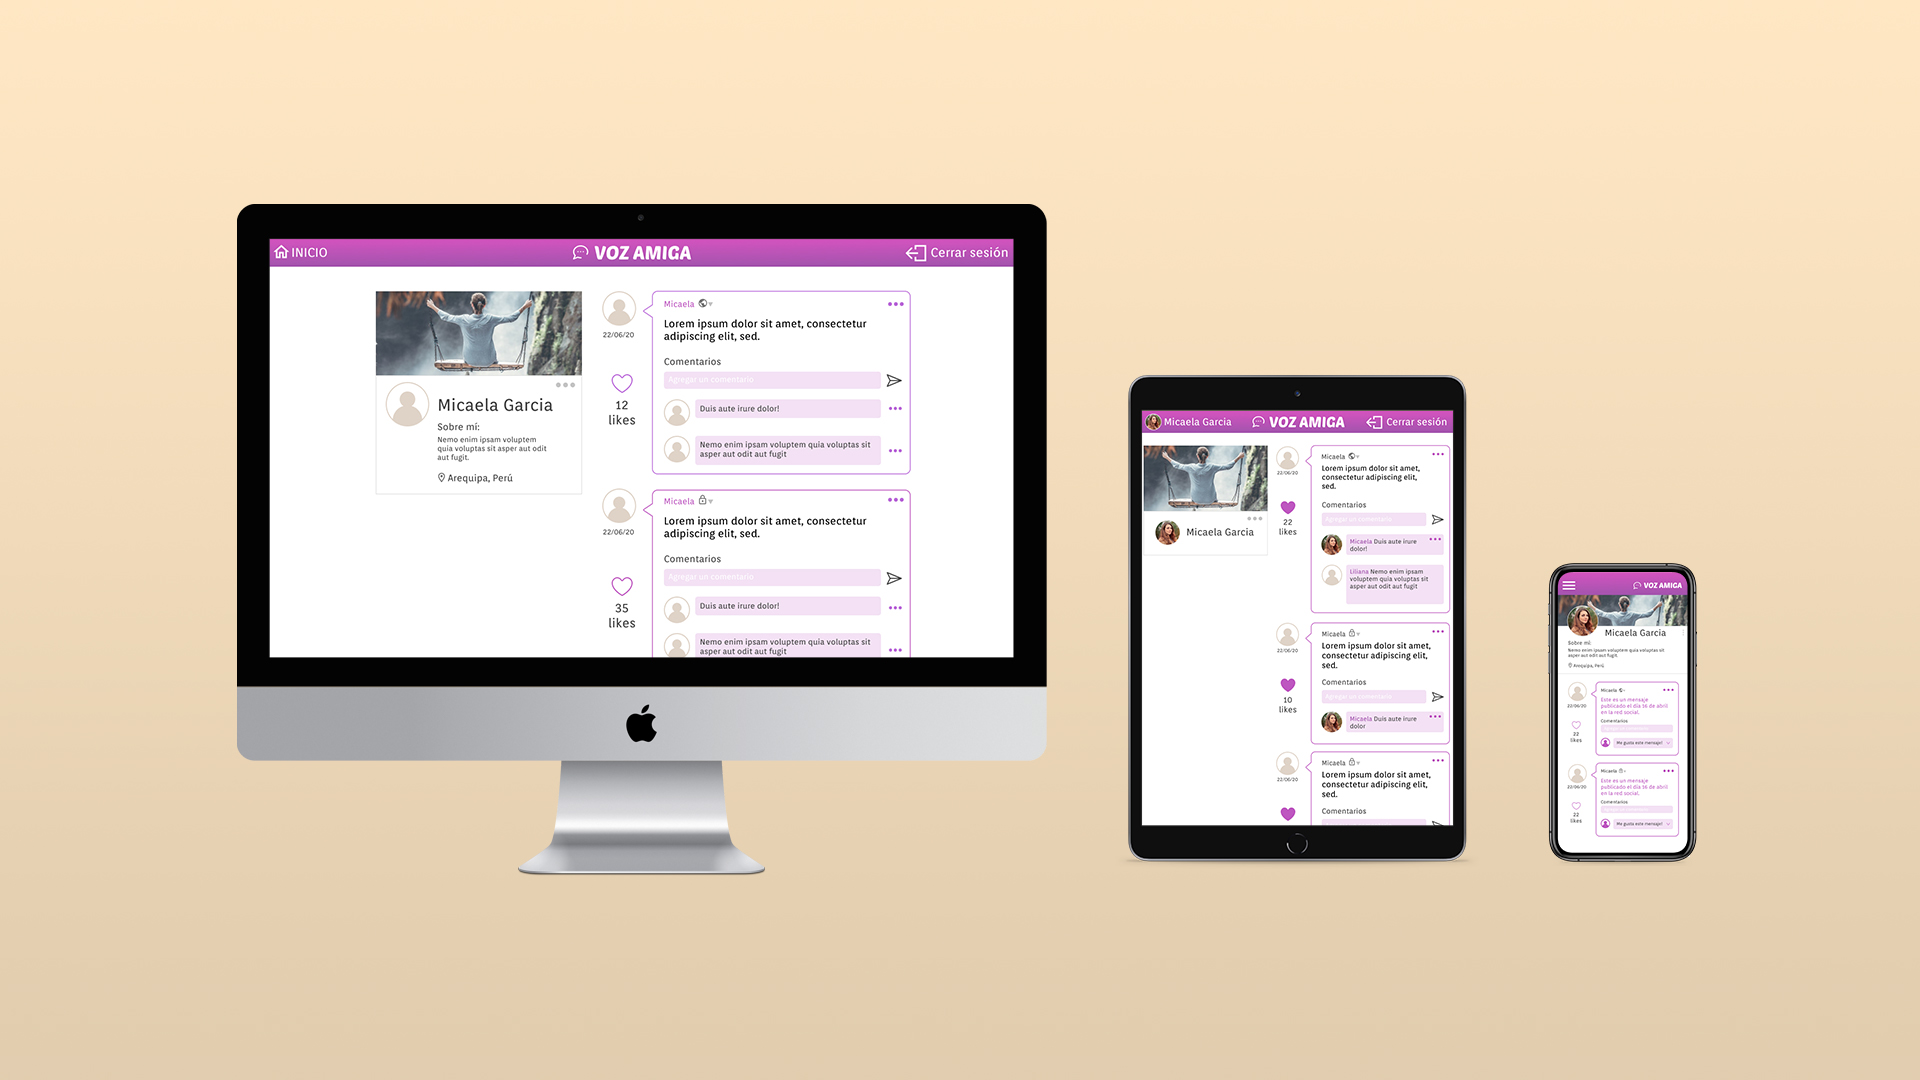 INICIO
VOZ AMIGA
Cerrar sesión
Micaela Garcia
Sobre mí:
Nemo enim ipsam voluptem
quia voluptas sit asper aut odit
aut fugit.
Arequipa, Perú
22/06/20
12
likes
Micaela
Lorem ipsum dolor sit amet, consectetur
adipiscing elit, sed.
Comentarios
Agregar un comentario
Duis aute irure dolor!
Nemo enim ipsam voluptem quia voluptas sit
asper aut odit aut fugit
22/06/20
35
likes
Micaela
Lorem ipsum dolor sit amet, consectetur
adipiscing elit, sed.
Comentarios
Agregar un comentario
Duis aute irure dolor!
Nemo enim ipsam voluptem quia voluptas sit
asper aut odit aut fugit
Micaela Garcia
VOZ AMIGA
Cerrar sesión
Micaela Garcia
22/06/20
22
likes
Micaela
Lorem ipsum dolor sit amet,
consectetur adipiscing elit,
sed.
Comentarios
Agregar un comentario
Micaela Duis aute irure
dolor!
Liliana Nemo enim ipsam
voluptem quia voluptas sit
asper aut odit aut fugit
22/06/20
10
likes
Micaela
Lorem ipsum dolor sit amet,
consectetur adipiscing elit,
sed.
Comentarios
Agregar un comentario
Micaela Duis aute irure
dolor
22/06/20
Micaela
Lorem ipsum dolor sit amet,
consectetur adipiscing elit,
sed.
Comentarios
VOZ AMIGA
Micaela Garcia
Sobre mi:
Nemo enim ipsam voluptem quia voluptas sit
asper aut odit aut fugit.
Arequipa, Perú
22/06/20
22
likes
Micaela
Este es un mensaje
publicado el día 16 de abril
en la red social.
Comentarios
Me gusta este mensaje!
22/06/20
22
likes
Micaela
Este es un mensaje
publicado el día 16 de abril
en la red social.
Comentarios
Me gusta este mensaje!